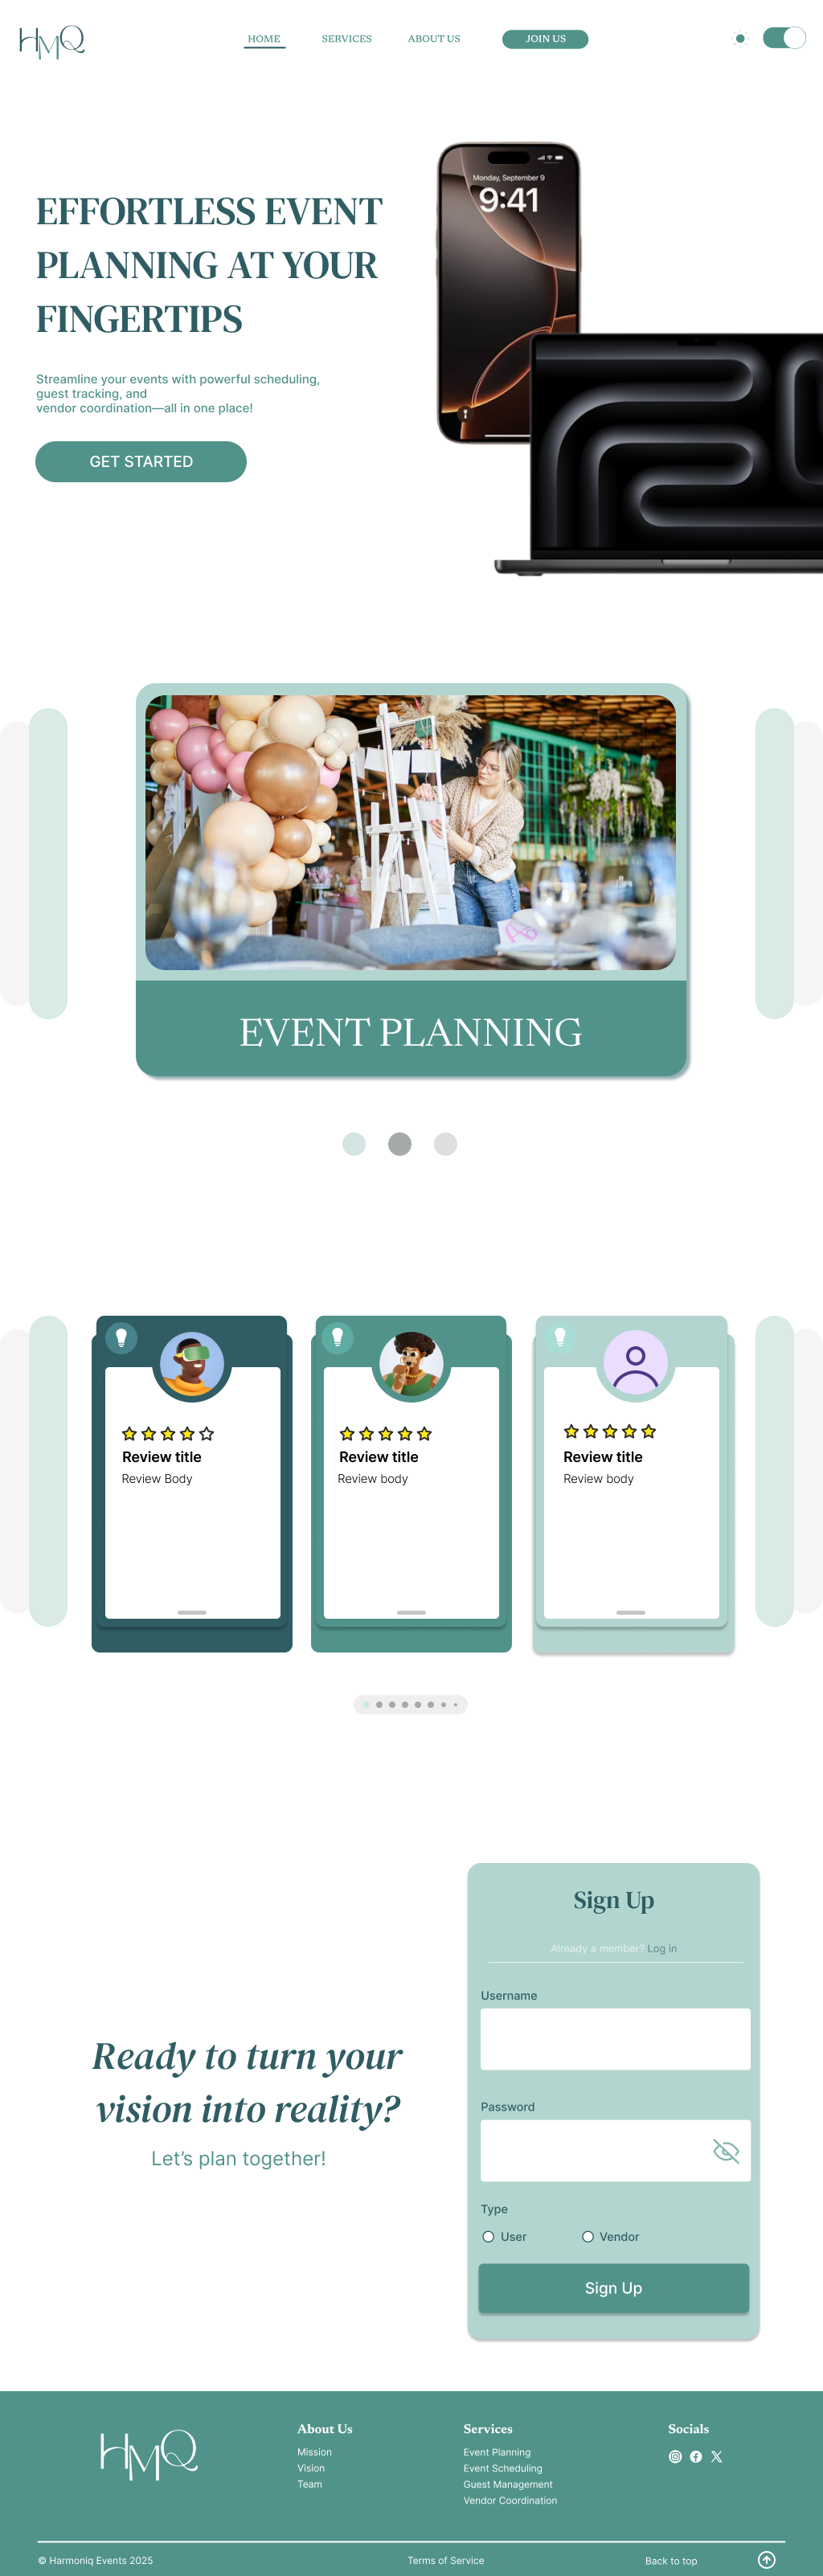 HMQ
HOME SERVICES ABOUT US JOIN US
Monday, September 9
9:41
EFFORTLESS EVENT
PLANNING AT YOUR
FINGERTIPS
Streamline your events with powerful scheduling,
guest tracking, and
vendor coordination—all in one place!
GET STARTED
EVENT PLANNING
Review title
Review Body
Review title
Review body
Review title
Review body
Sign Up
Already a member? Log in
Username
Password
Type
User
Vendor
Sign Up
Ready to turn your
vision into reality?
Let's plan together!
HMQ
About Us
Mission
Vision
Team
Services
Event Planning
Event Scheduling
Guest Management
Vendor Coordination
Socials
© Harmoniq Events 2025
Terms of Service
Back to top